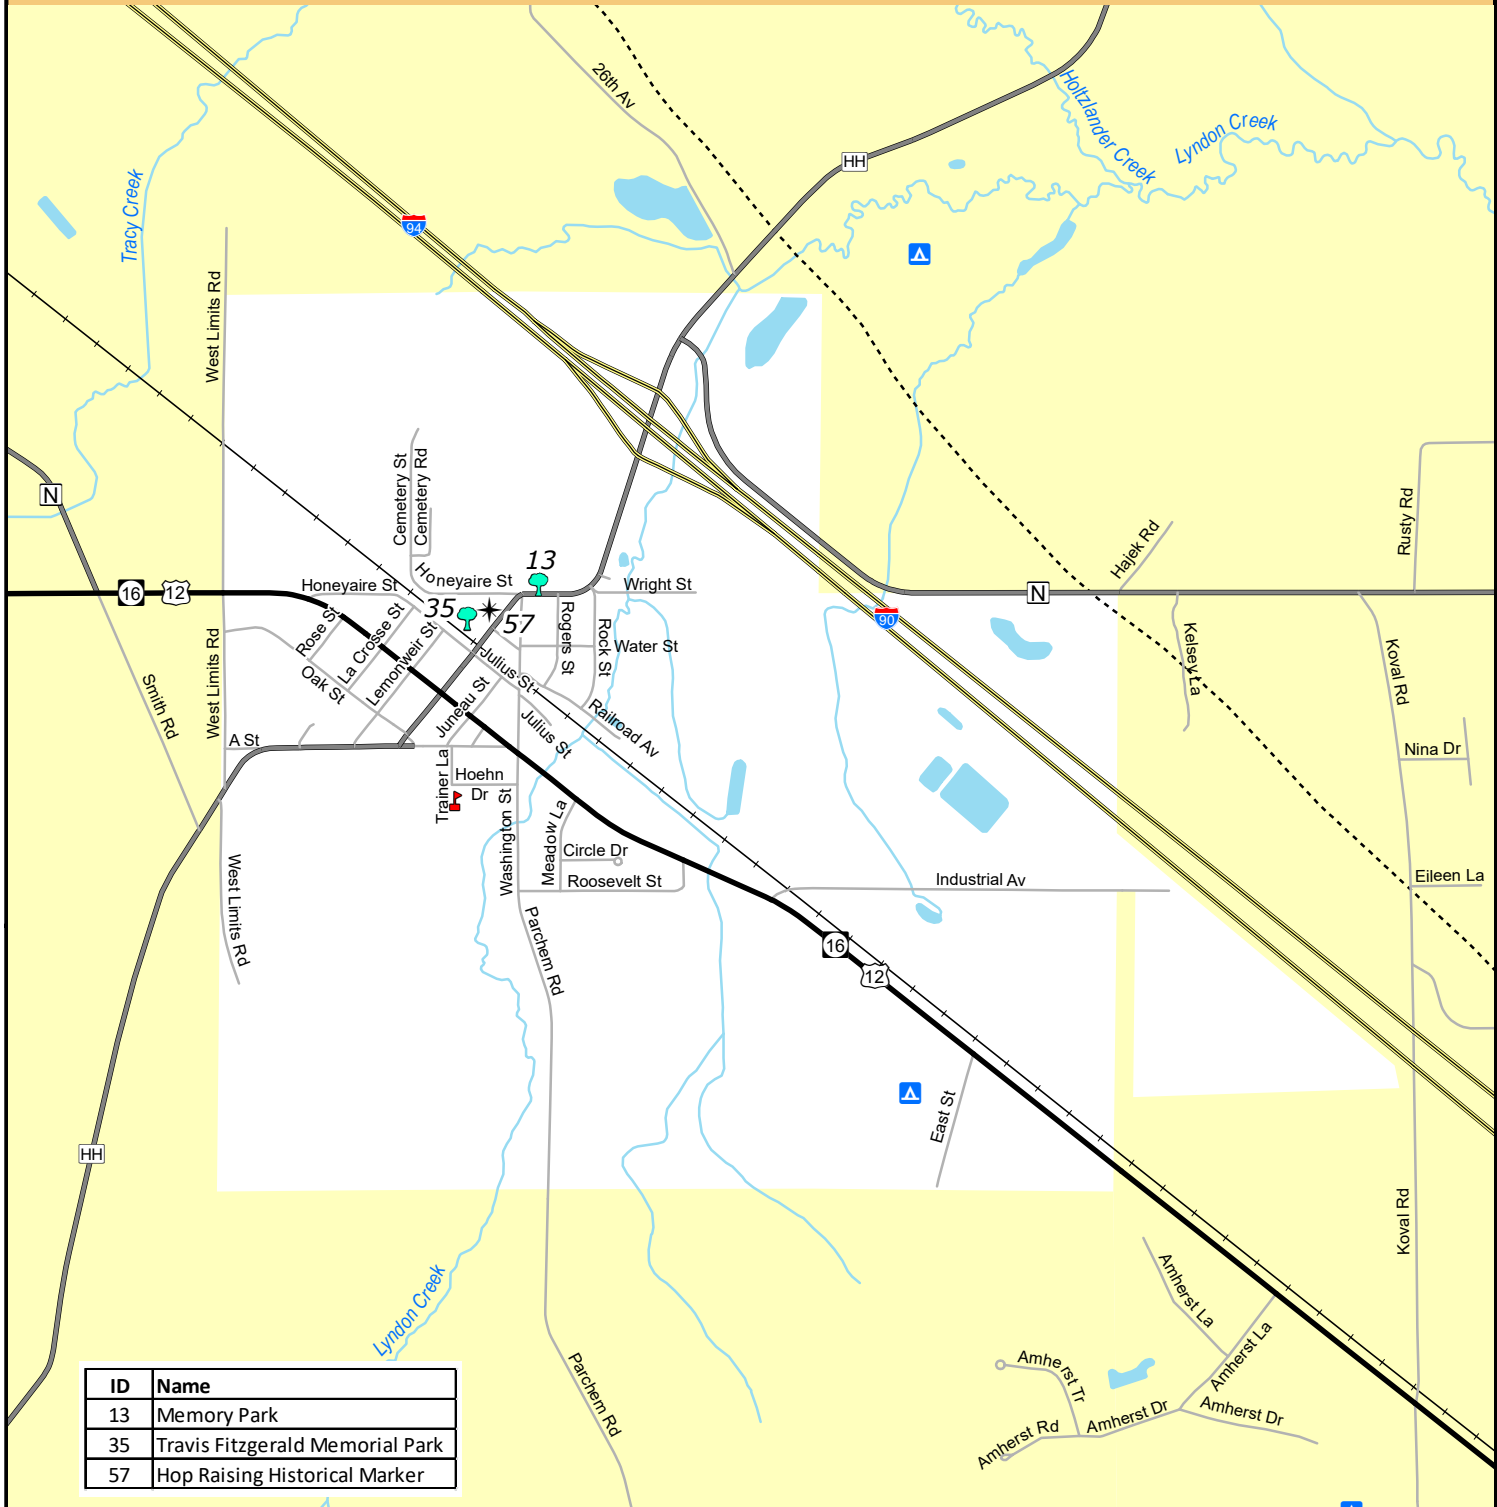 26th Av
Holtzlander Creek
Lyndon Creek
HH
Tracy Creek
94
West Limits Rd
N
Cemetery St
Cemetery Rd
Rusty Rd
Hajek Rd
13
Honeyaire St
Honeyaire St
Wright St
16
12
N
35
57
90
Rose St
La Crosse St
Lemonweir St
Rogers St
Rock St
Water St
Kelsey La
Koval Rd
West Limits Rd
Smith Rd
Oak St
Julius St
Juneau St
Julius St
Railroad Av
A St
Nina Dr
Trainer La
Hoehn
Dr
Washington St
Meadow La
Circle Dr
Roosevelt St
Industrial Av
Eileen La
West Limits Rd
Parchem Rd
16
12
East St
HH
Koval Rd
Lyndon Creek
Amherst La
Amherst La
Amherst Tr
Amherst Rd
Amherst Dr
Amherst Dr
Parchem Rd
ID Name
13 Memory Park
35 Travis Fitzgerald Memorial Park
57 Hop Raising Historical Marker